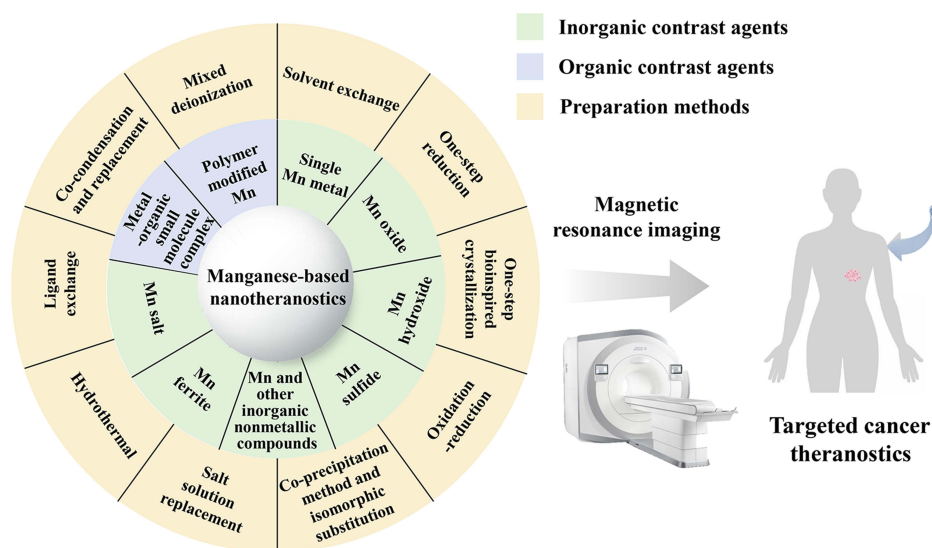 Inorganic contrast agents
Organic contrast agents
Preparation methods
Mixed
deionization
Solvent exchange
One-step
reduction
One-step
bioinspired
crystallization
Oxidation
-reduction
Co-precipitation
method and
isomorphic
substitution
Salt
solution
replacement
Hydrothermal
Ligand
exchange
Co-condensation
and replacement
Polymer
modified
Mn
Single
Mn metal
Mn oxide
Mn
hydroxide
Mn
sulfide
Mn and
other
inorganic
nonmetallic
compounds
Mn
ferrite
Mn salt
Metal
-organic
small
molecule
complex
Manganese-based
nanotheranostics
Magnetic
resonance imaging
Targeted cancer
theranostics